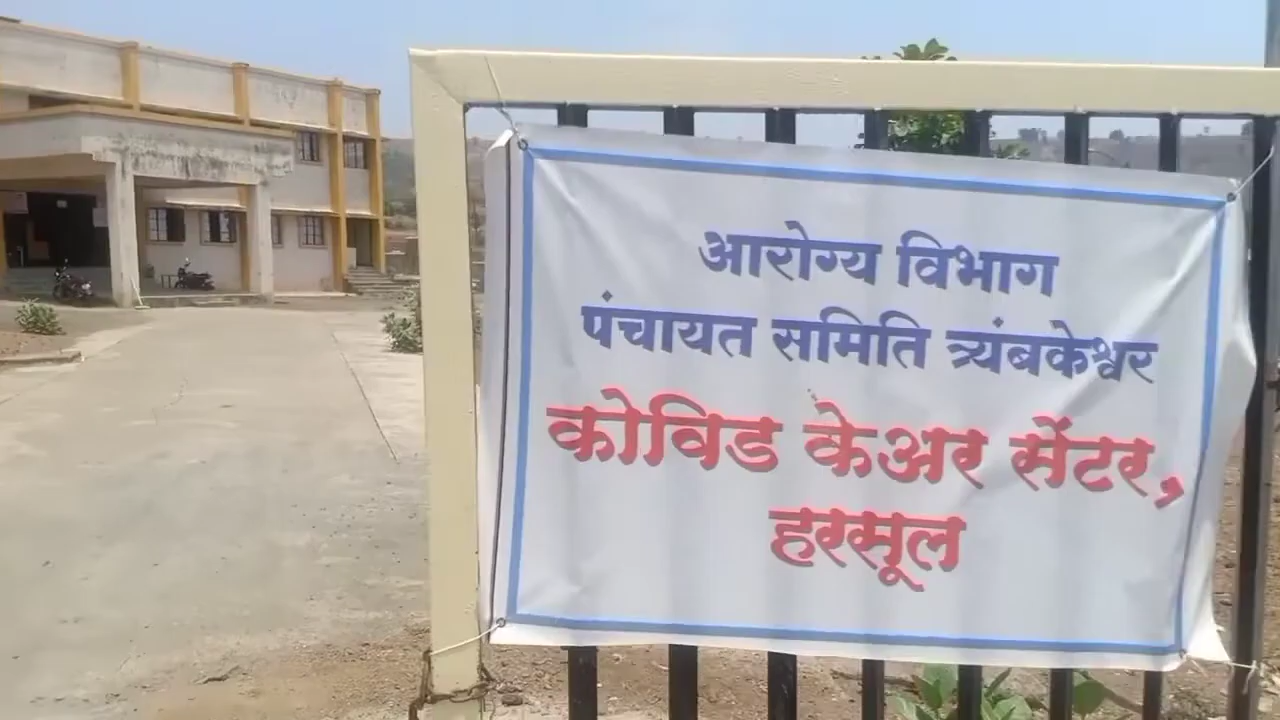 आरोग्य विभाग
पंचायत समिति त्र्यंबकेश्वर
कोविड केअर सेंटर,
हरसूल